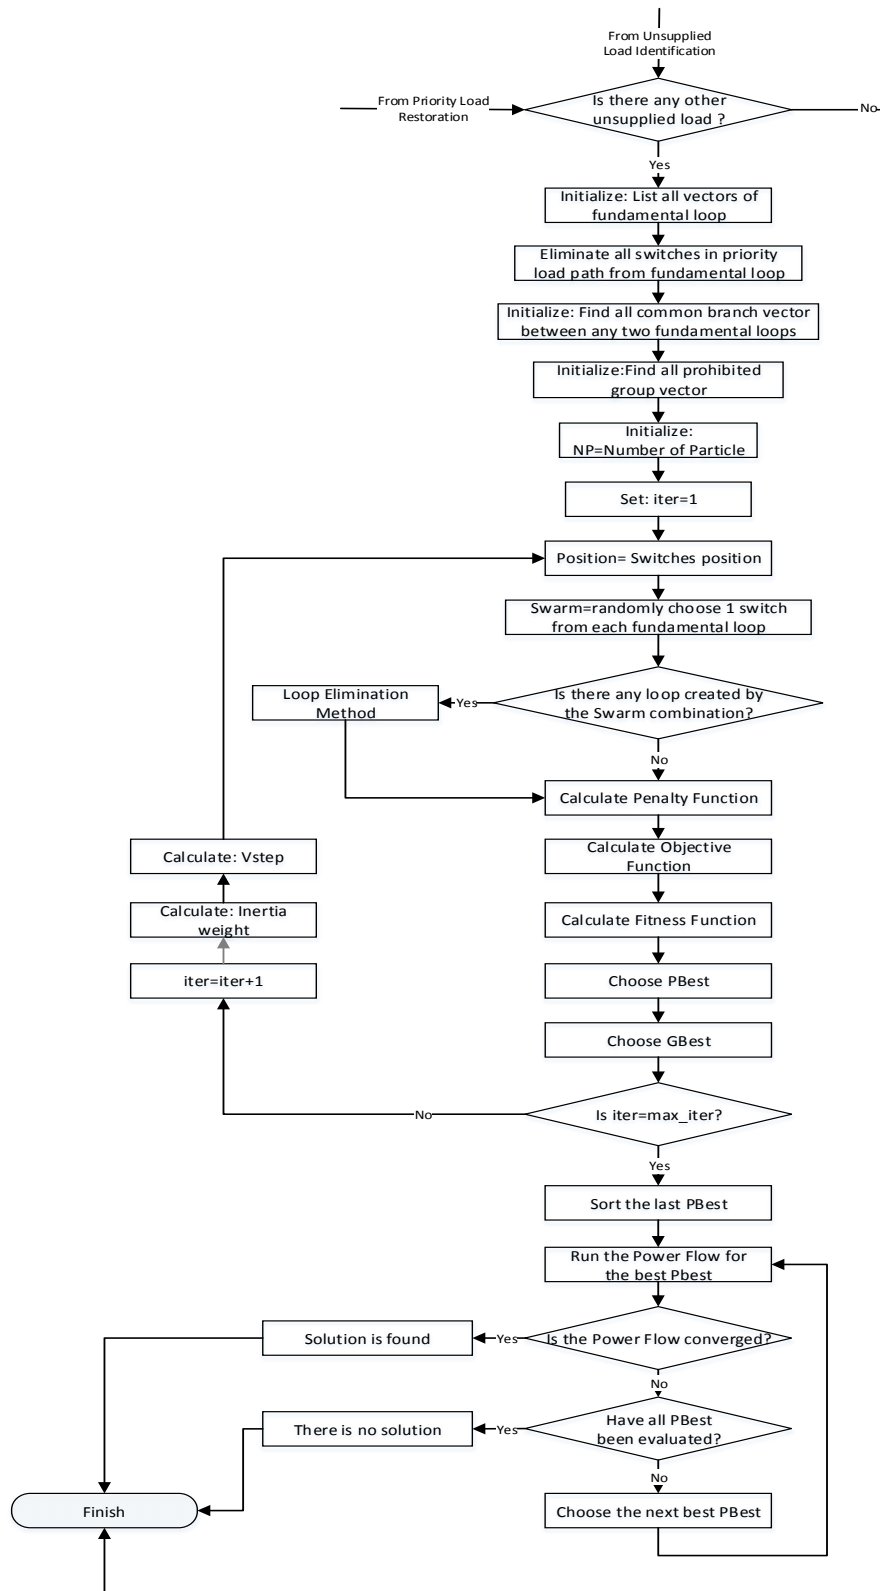 From Unsupplied
Load Identification
Is there any other
unsupplied load ?
From Priority Load
Restoration
No
Yes
Initialize: List all vectors of
fundamental loop
Eliminate all switches in priority
load path from fundamental loop
Initialize: Find all common branch vector
between any two fundamental loops
Initialize:Find all prohibited
group vector
Initialize:
NP=Number of Particle
Set: iter=1
Position= Switches position
Swarm=randomly choose 1 switch
from each fundamental loop
Is there any loop created by
the Swarm combination?
Yes
Loop Elimination
Method
No
Calculate Penalty Function
Calculate Objective
Function
Calculate: Vstep
Calculate Fitness Function
Calculate: Inertia
weight
Choose PBest
iter=iter+1
Choose GBest
Is iter=max_iter?
No
Yes
Sort the last PBest
Run the Power Flow for
the best Pbest
Is the Power Flow converged?
Yes
Solution is found
No
Have all PBest
been evaluated?
Yes
There is no solution
No
Choose the next best PBest
Finish